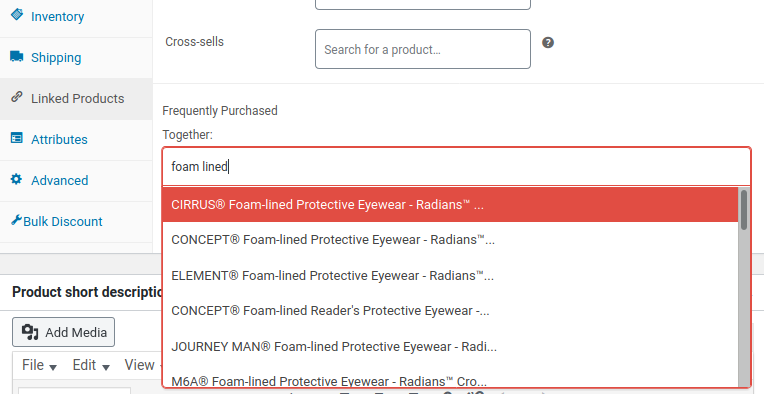 Inventory
Shipping
Linked Products
Attributes
Advanced
Bulk Discount
Cross-sells
Search for a product…
?
Frequently Purchased
Together:
foam lined
CIRRUS® Foam-lined Protective Eyewear - Radians™ ...
CONCEPT® Foam-lined Protective Eyewear - Radians™...
ELEMENT® Foam-lined Protective Eyewear - Radians™...
CONCEPT® Foam-lined Reader's Protective Eyewear -...
JOURNEY MAN® Foam-lined Protective Eyewear - Radi...
M6A® Foam-lined Protective Eyewear - Radians™ Cro...
Product short descriptio
Add Media
File Edit View